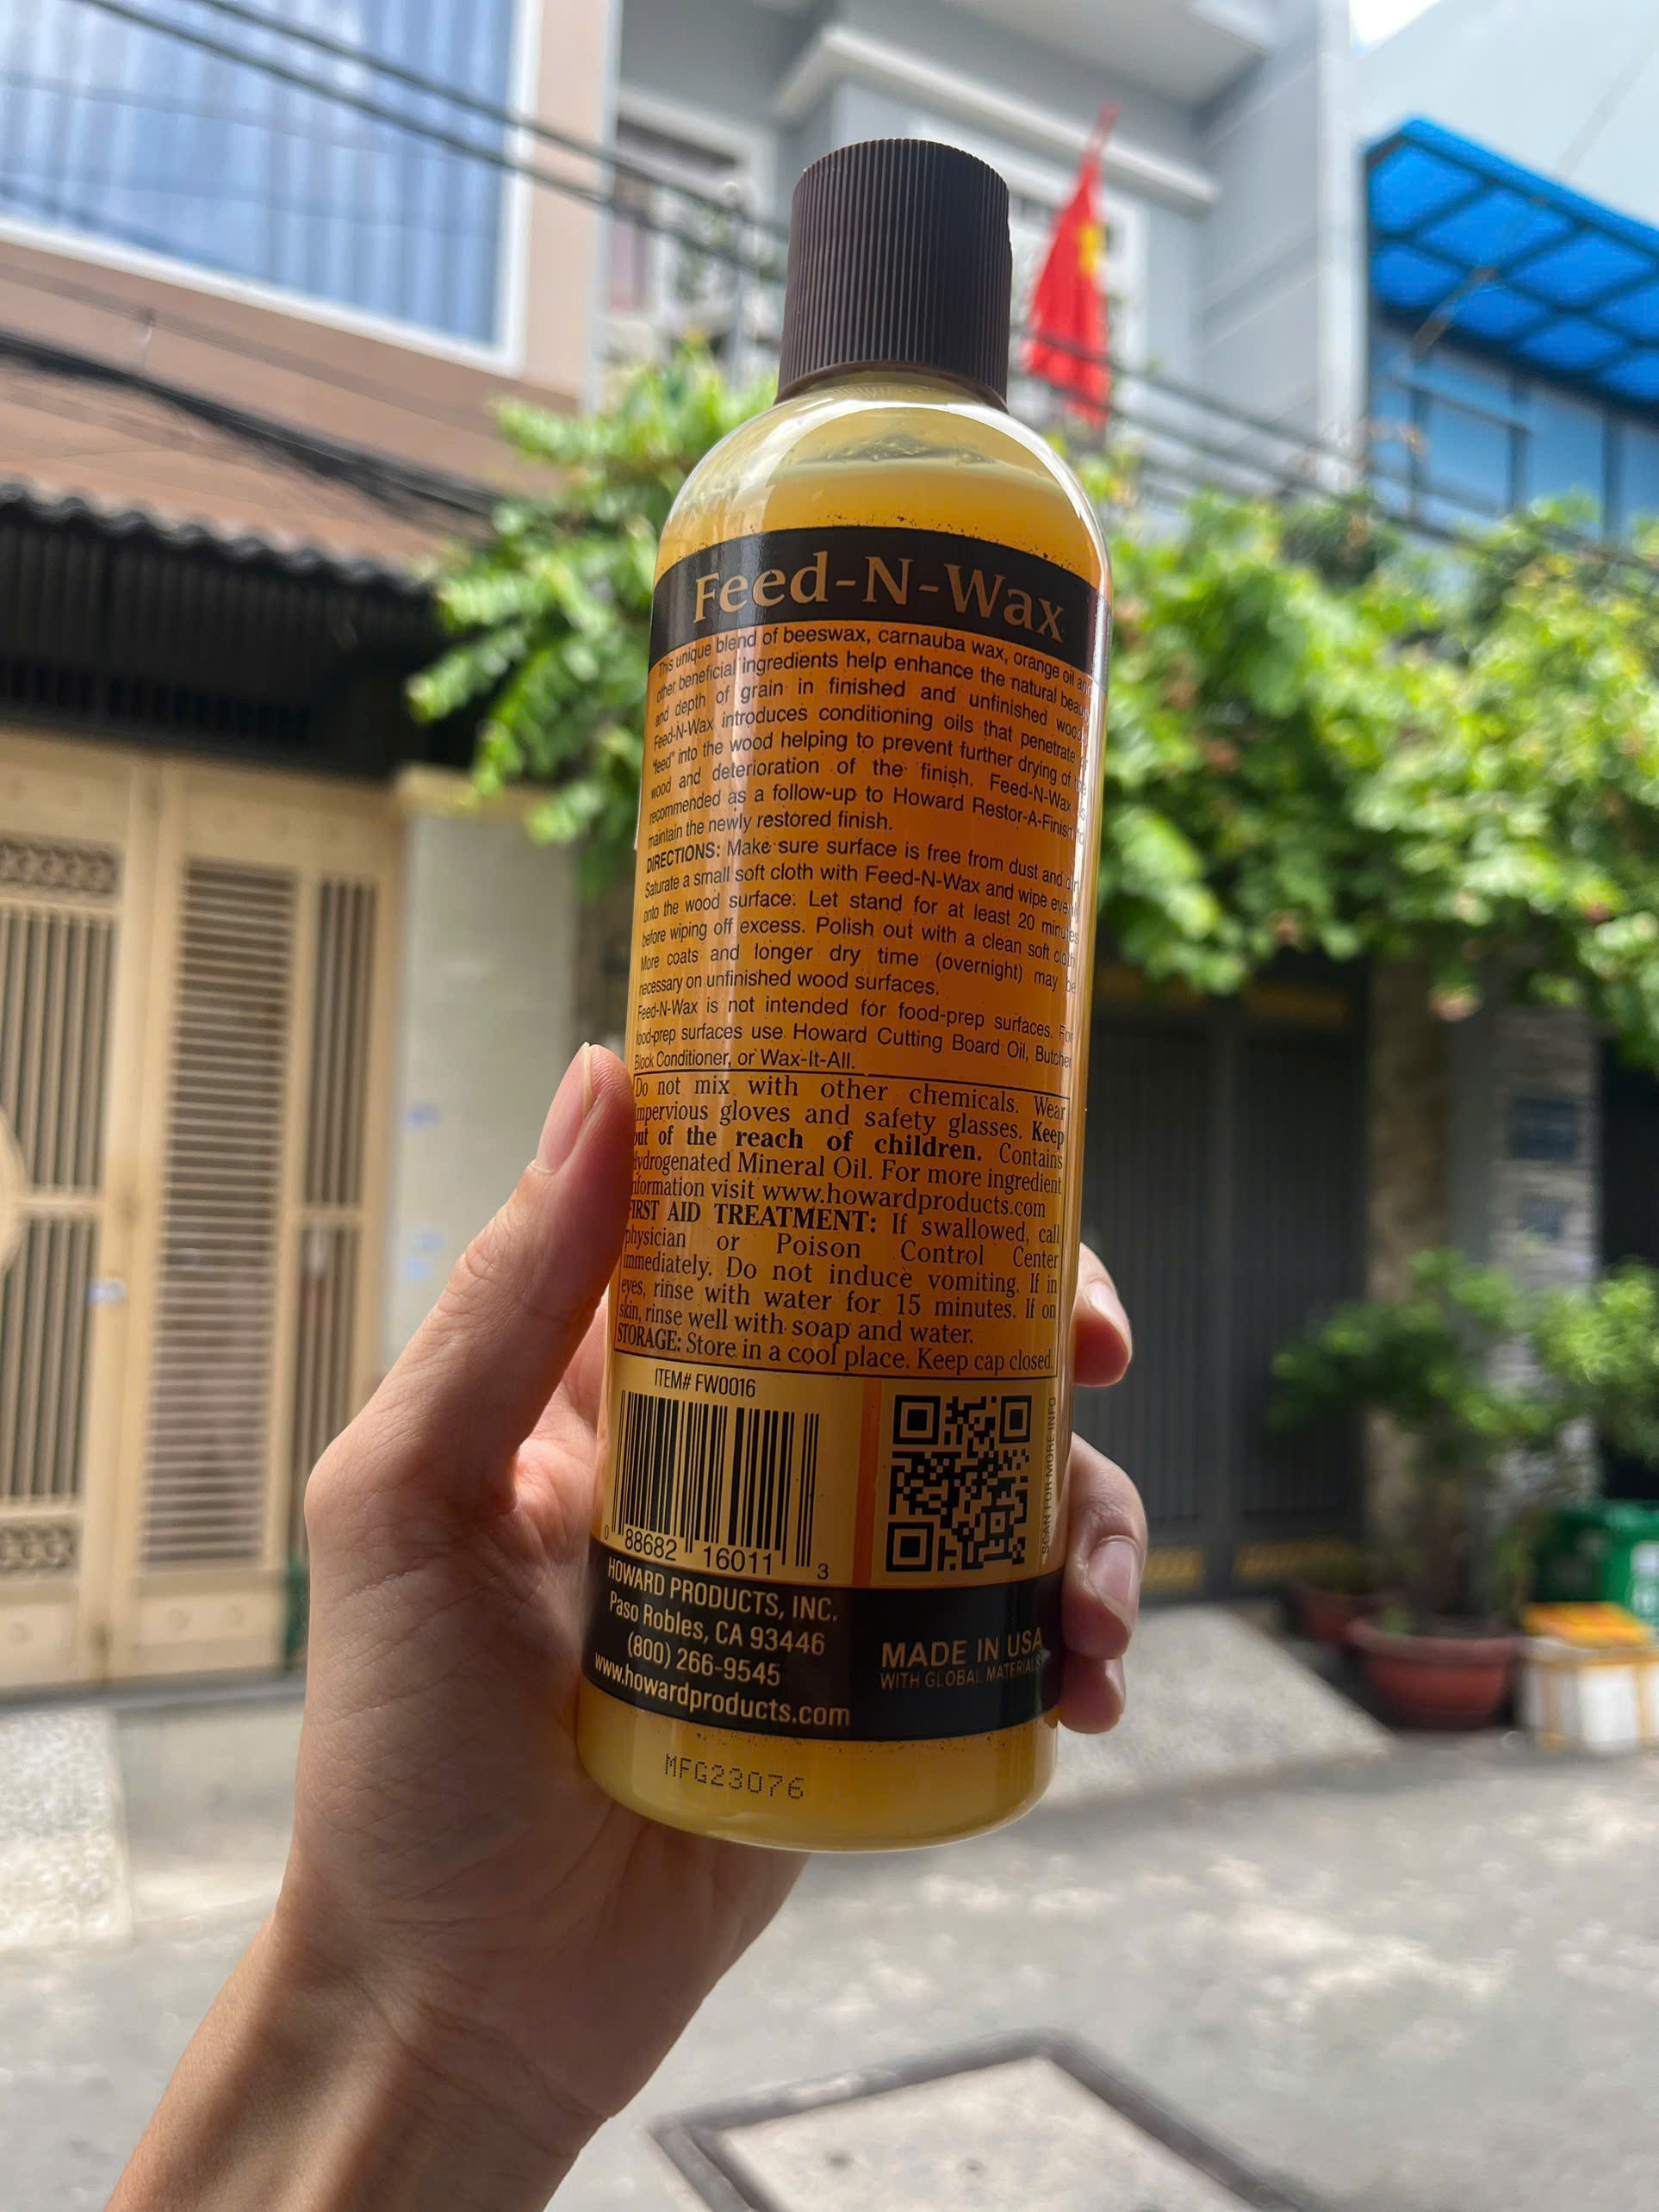 Feed-N-Wax
This unique blend of beeswax, carnauba wax, orange oil and
other beneficial ingredients help enhance the natural beauty
and depth of grain in finished and unfinished wood.
Feed-N-Wax introduces conditioning oils that penetrate or
"feed" into the wood helping to prevent further drying of the
wood and deterioration of the finish. Feed-N-Wax is
recommended as a follow-up to Howard Restor-A-Finish to
maintain the newly restored finish.
DIRECTIONS: Make sure surface is free from dust and dirt.
Saturate a small soft cloth with Feed-N-Wax and wipe evenly
onto the wood surface. Let stand for at least 20 minutes
before wiping off excess. Polish out with a clean soft cloth.
More coats and longer dry time (overnight) may be
necessary on unfinished wood surfaces.
Feed-N-Wax is not intended for food-prep surfaces. For
food-prep surfaces use Howard Cutting Board Oil, Butcher
Block Conditioner, or Wax-It-All.
Do not mix with other chemicals. Wear
impervious gloves and safety glasses. Keep
out of the reach of children. Contains
Hydrogenated Mineral Oil. For more ingredient
information visit www.howardproducts.com
FIRST AID TREATMENT: If swallowed, call
physician or Poison Control Center
immediately. Do not induce vomiting. If in
eyes, rinse with water for 15 minutes. If on
skin, rinse well with soap and water.
STORAGE: Store in a cool place. Keep cap closed.
ITEM# FW0016
0 88682 16011 3
SCAN FOR MORE INFO
HOWARD PRODUCTS, INC.
Paso Robles, CA 93446
(800) 266-9545
www.howardproducts.com
MADE IN USA
WITH GLOBAL MATERIALS
MFG23076